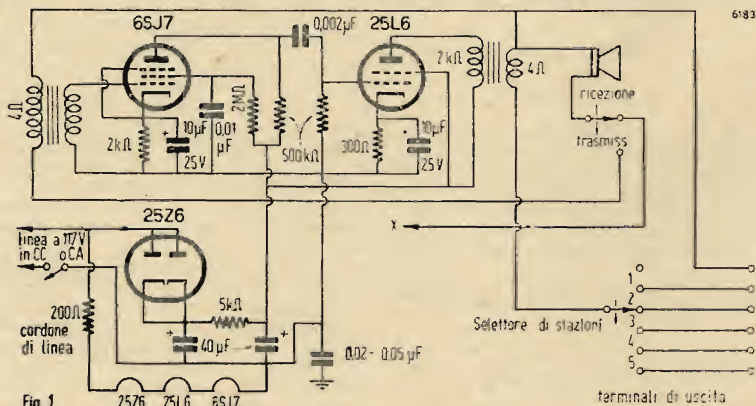 6183
6SJ7
0,002μF
25L6
4Ω
2kΩ
10μF
25V
0,01
μF
2MΩ
500kΩ
300Ω
10μF
25V
2kΩ
4Ω
ricezione
trasmiss
X
25Z6
linea a 117V
in CC o CA
200Ω
cordone
di linea
5kΩ
40μF
0.02 - 0.05μF
Selettore di stazioni
1
2
3
4
5
terminali di uscita
Fig. 1
25Z6 25L6 6SJ7